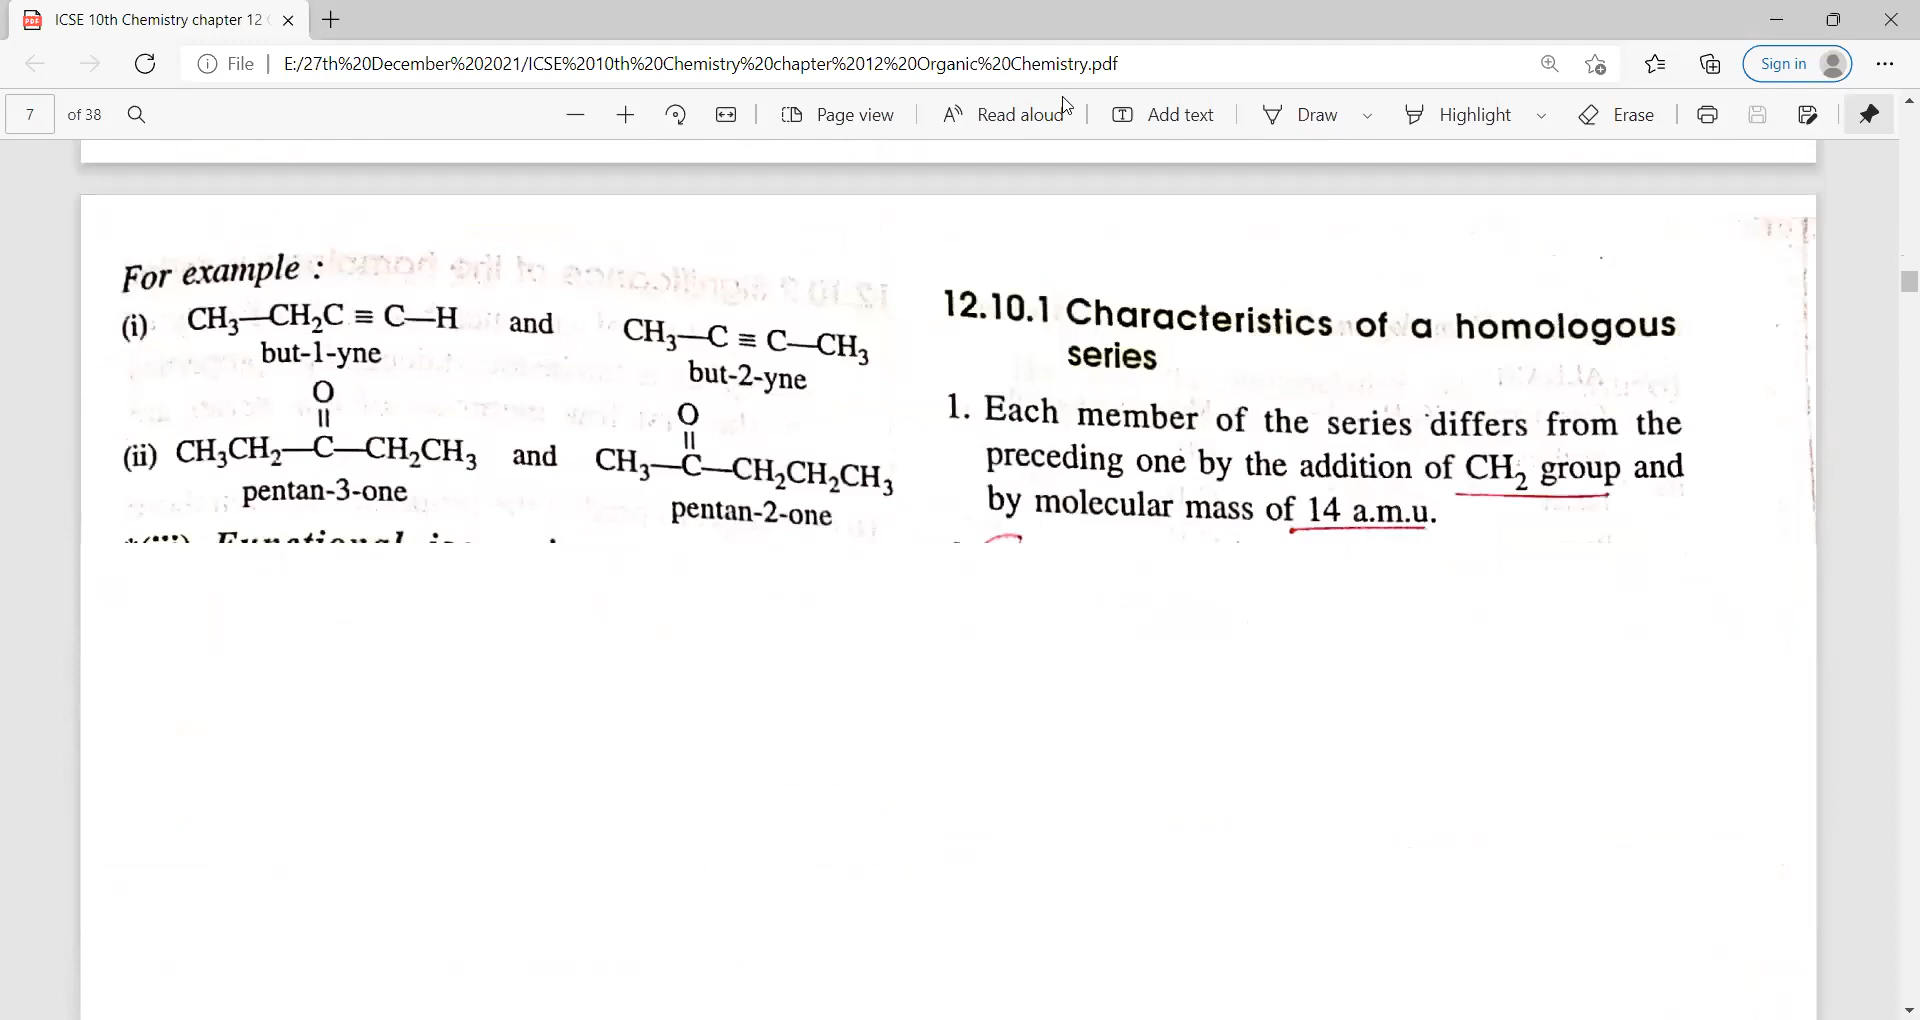 ICSE 10th Chemistry chapter 12
File
E:/27th%20December%202021/ICSE%2010th%20Chemistry%20chapter%2012%20Organic%20Chemistry.pdf
Sign in
7 of 38
Page view
Read aloud
Add text
Draw
Highlight
Erase
For example :
(i) CH₃—CH₂C ≡ C—H and CH₃—C ≡ C—CH₃
but-1-yne but-2-yne
O O
|| ||
(ii) CH₃CH₂—C—CH₂CH₃ and CH₃—C—CH₂CH₂CH₃
pentan-3-one pentan-2-one
12.10.1 Characteristics of a homologous
series
1. Each member of the series differs from the
preceding one by the addition of CH₂ group and
by molecular mass of 14 a.m.u.